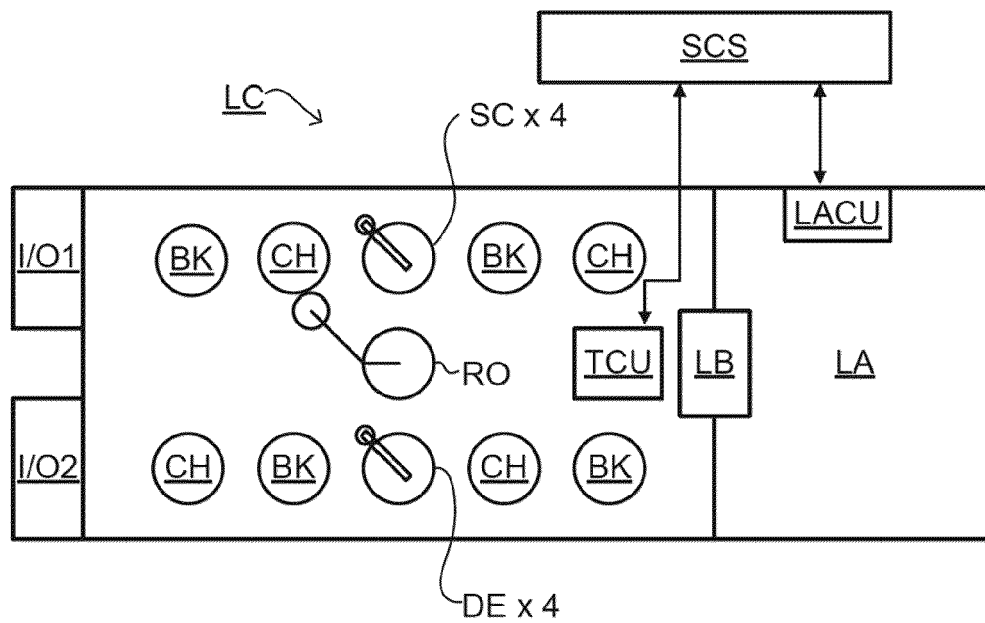 SCS
LC
SC x 4
I/O1
BK
CH
BK
CH
LACU
RO
TCU
LB
LA
I/O2
CH
BK
CH
BK
DE x 4